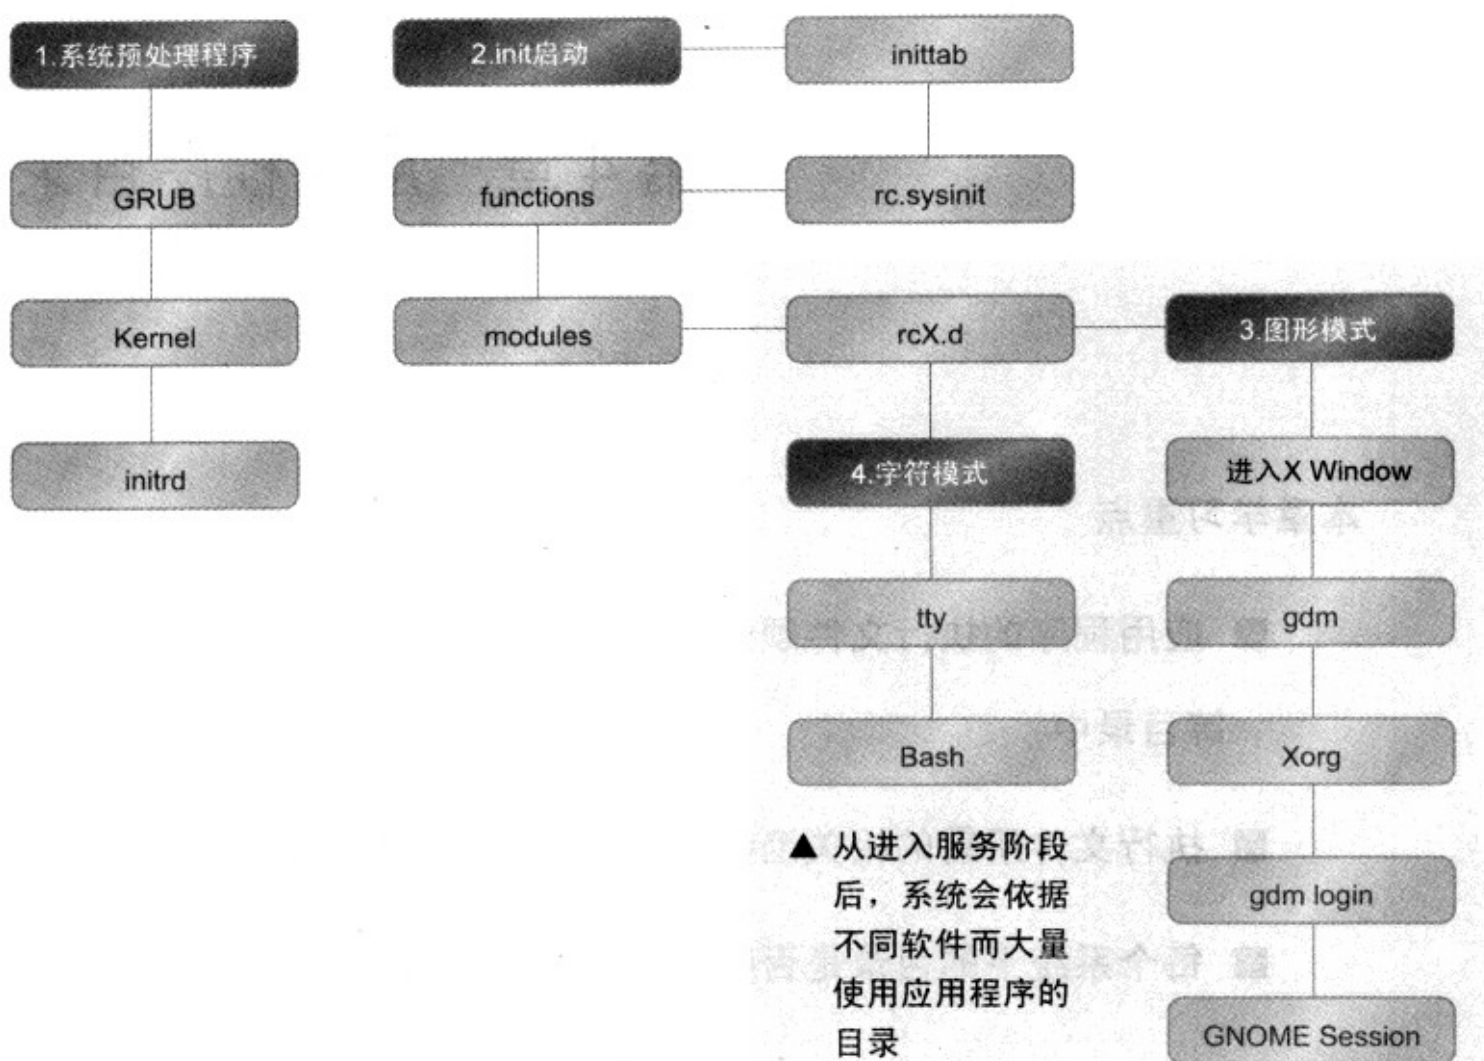 1.系统预处理程序
GRUB
Kernel
initrd
2.init启动
inittab
functions
rc.sysinit
modules
rcX.d
3.图形模式
4.字符模式
进入X Window
tty
gdm
Bash
Xorg
gdm login
GNOME Session
▲ 从进入服务阶段
后，系统会依据
不同软件而大量
使用应用程序的
目录